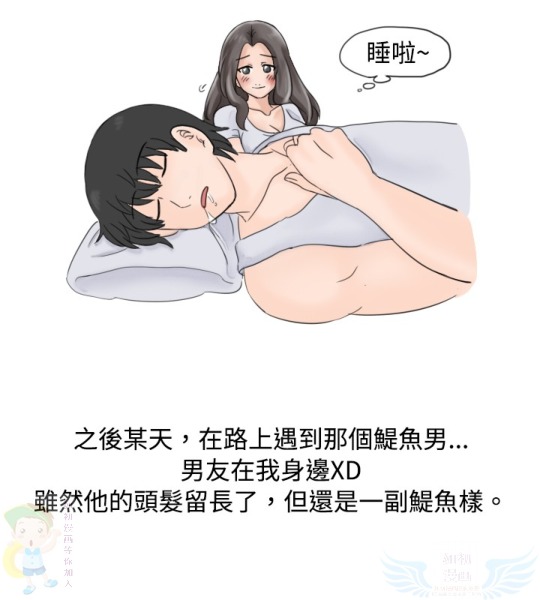 睡啦~
之後某天，在路上遇到那個鯷魚男...
男友在我身邊XD
雖然他的頭髮留長了，但還是一副鯷魚樣。